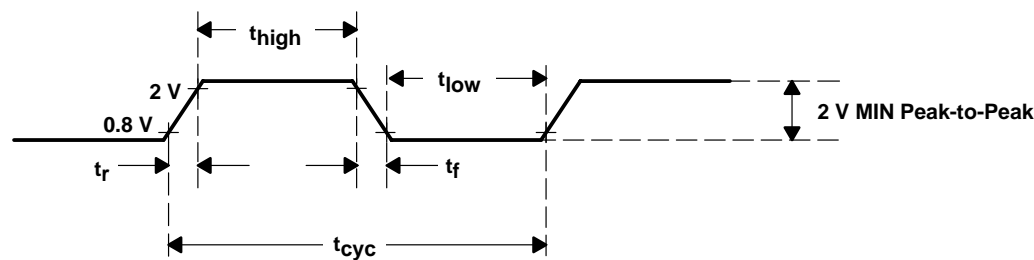 thigh
tlow
2 V
2 V MIN Peak-to-Peak
0.8 V
tr
tf
tcyc